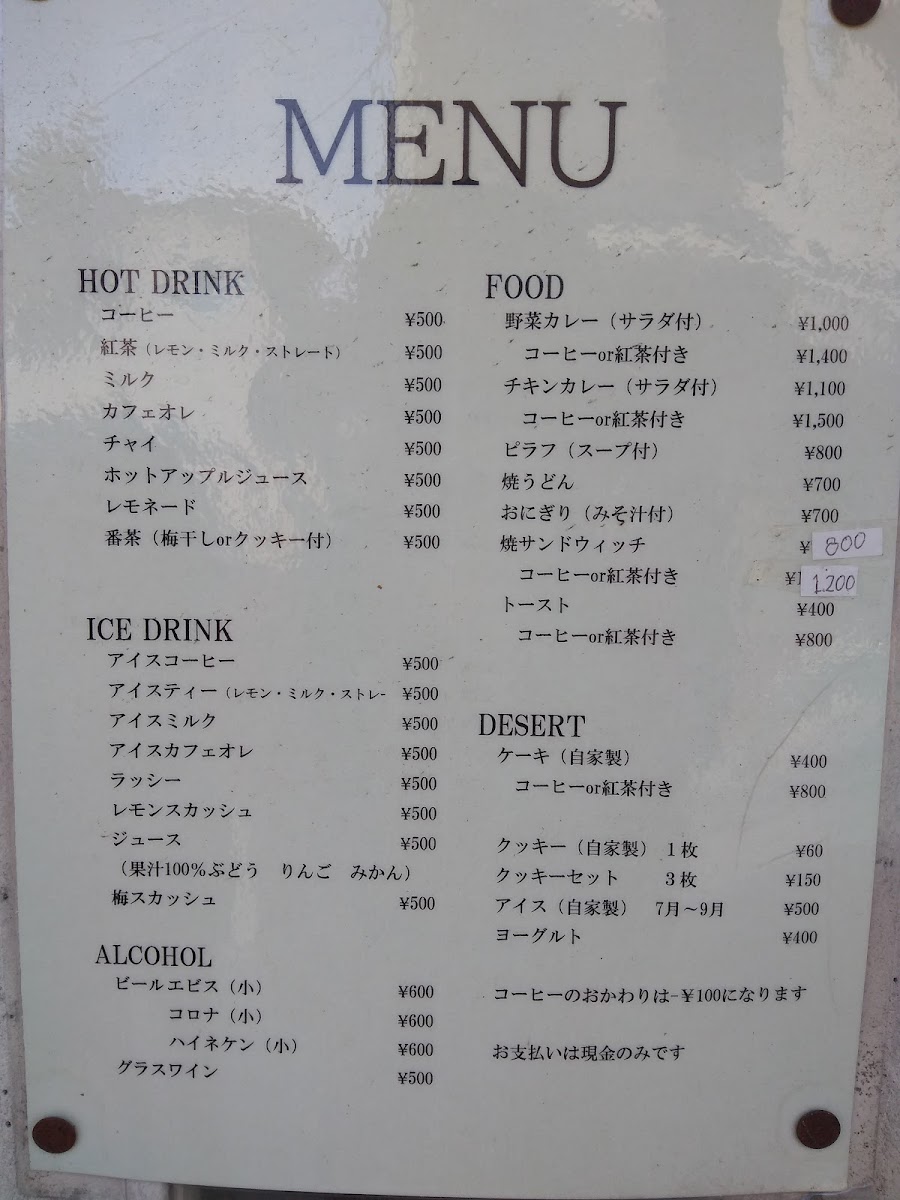 MENU
HOT DRINK
コーヒー ¥500
紅茶（レモン・ミルク・ストレート） ¥500
ミルク ¥500
カフェオレ ¥500
チャイ ¥500
ホットアップルジュース ¥500
レモネード ¥500
番茶（梅干しorクッキー付） ¥500
ICE DRINK
アイスコーヒー ¥500
アイスティー（レモン・ミルク・ストレー ¥500
アイスミルク ¥500
アイスカフェオレ ¥500
ラッシー ¥500
レモンスカッシュ ¥500
ジュース ¥500
（果汁100％ぶどう　りんご　みかん）
梅スカッシュ ¥500
ALCOHOL
ビールエビス（小） ¥600
コロナ（小） ¥600
ハイネケン（小） ¥600
グラスワイン ¥500
FOOD
野菜カレー（サラダ付） ¥1,000
コーヒーor紅茶付き ¥1,400
チキンカレー（サラダ付） ¥1,100
コーヒーor紅茶付き ¥1,500
ピラフ（スープ付） ¥800
焼うどん ¥700
おにぎり（みそ汁付） ¥700
焼サンドウィッチ ¥ 800
コーヒーor紅茶付き ¥1 1,200
トースト ¥400
コーヒーor紅茶付き ¥800
DESERT
ケーキ（自家製） ¥400
コーヒーor紅茶付き ¥800
クッキー（自家製）　１枚 ¥60
クッキーセット　３枚 ¥150
アイス（自家製）　7月～9月 ¥500
ヨーグルト ¥400
コーヒーのおかわりは-￥100になります
お支払いは現金のみです